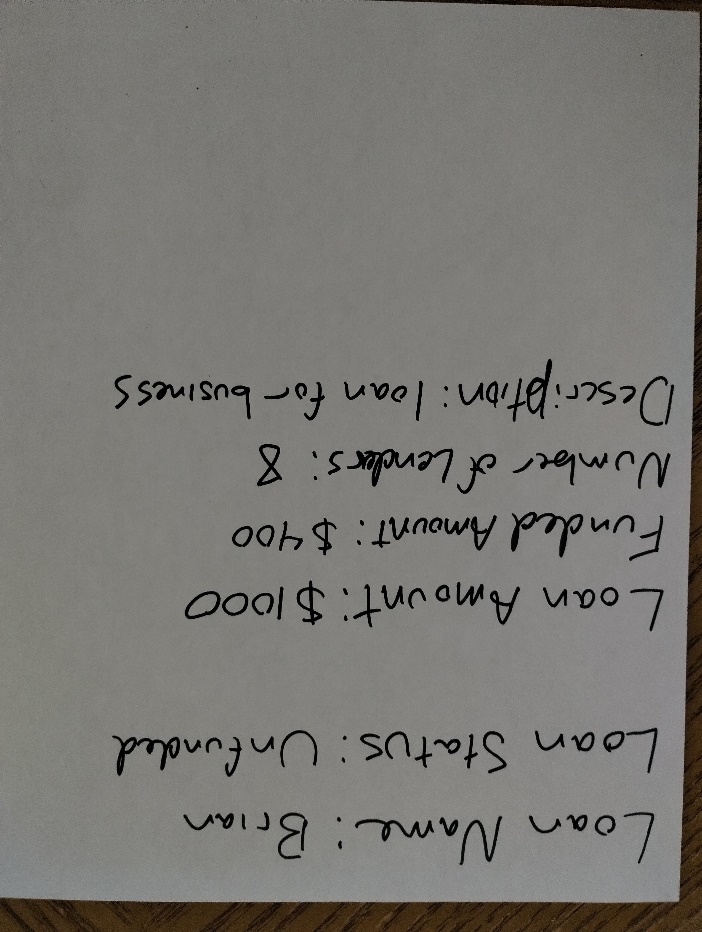 Loan Name: Brian
Loan Status: Unfunded
Loan Amount: $1000
Funded Amount: $400
Number of Lenders: 8
Description: loan for business